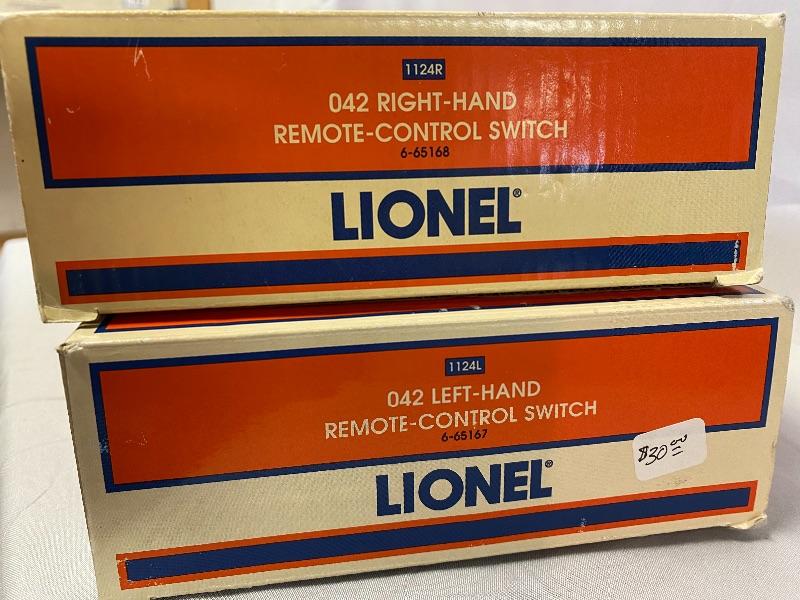 1124R
042 RIGHT-HAND
REMOTE-CONTROL SWITCH
6-65168
LIONEL®
1124L
042 LEFT-HAND
REMOTE-CONTROL SWITCH
6-65167
$30.00
LIONEL®